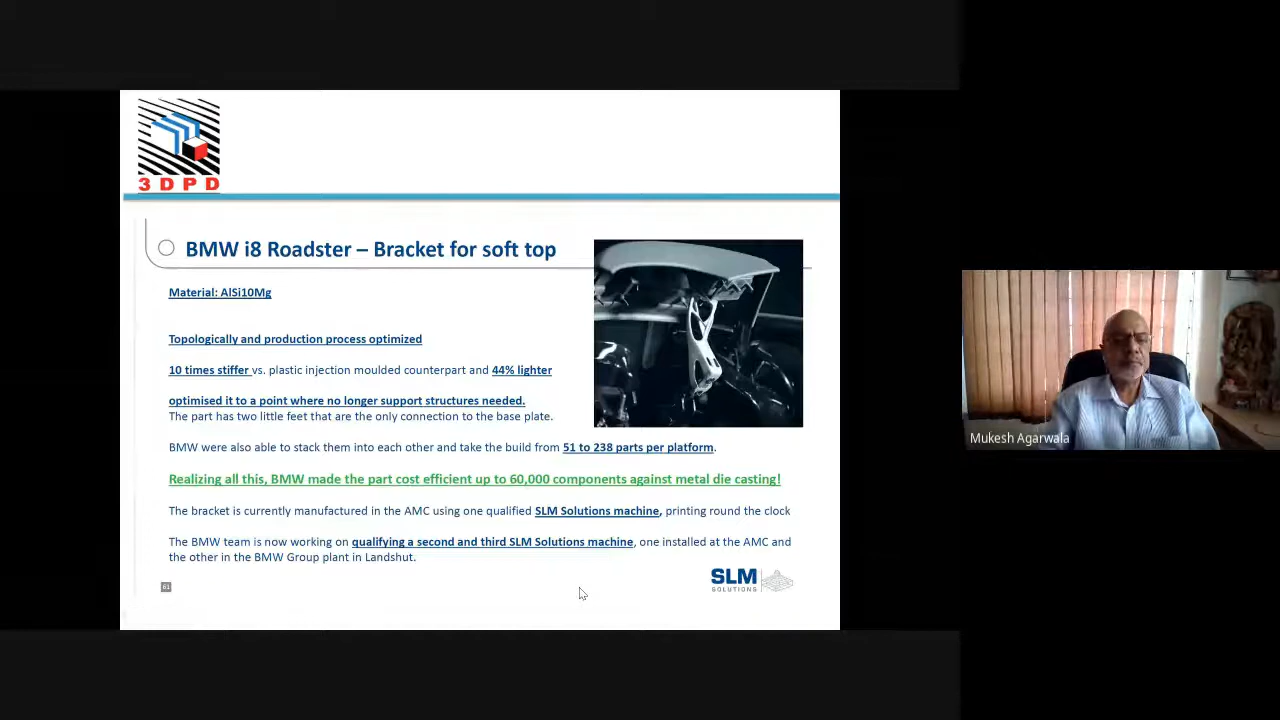 3DPD
BMW i8 Roadster – Bracket for soft top
Material: AlSi10Mg
Topologically and production process optimized
10 times stiffer vs. plastic injection moulded counterpart and 44% lighter
optimised it to a point where no longer support structures needed.
The part has two little feet that are the only connection to the base plate.
BMW were also able to stack them into each other and take the build from 51 to 238 parts per platform.
Realizing all this, BMW made the part cost efficient up to 60,000 components against metal die casting!
The bracket is currently manufactured in the AMC using one qualified SLM Solutions machine, printing round the clock
The BMW team is now working on qualifying a second and third SLM Solutions machine, one installed at the AMC and
the other in the BMW Group plant in Landshut.
61
SLM
SOLUTIONS
Mukesh Agarwala